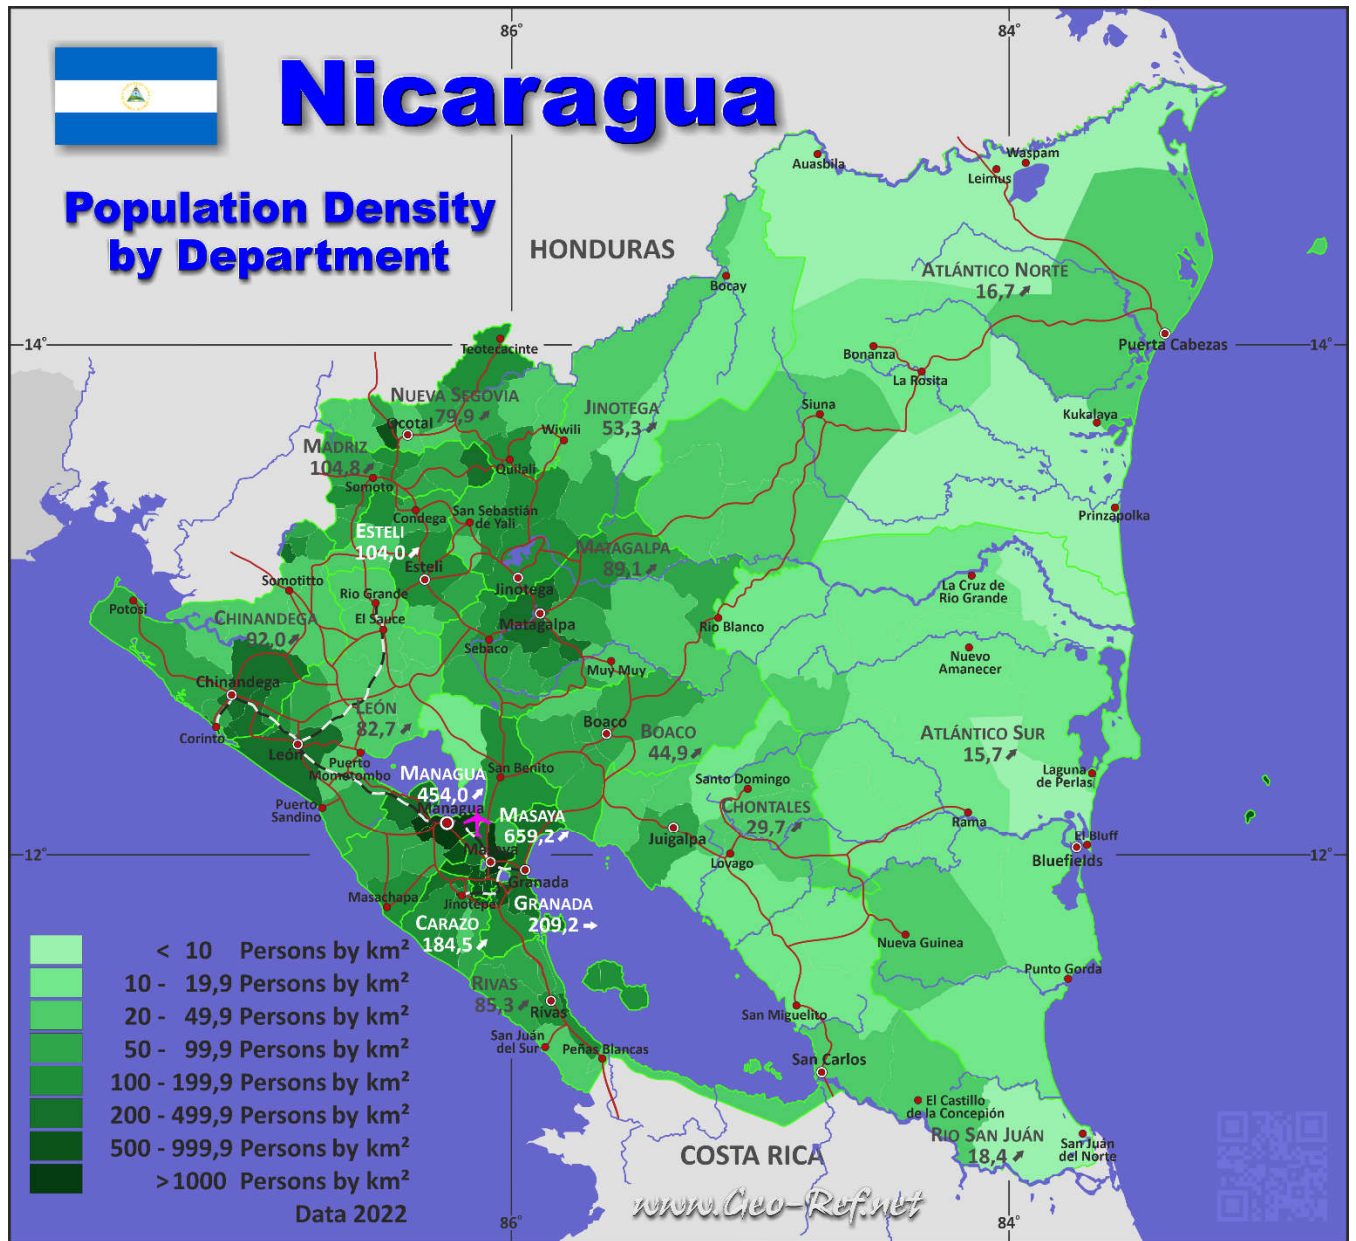 86°
84°
Nicaragua
Population Density
by Department
HONDURAS
Auasbila
Waspam
Leimus
Bocay
ATLÁNTICO NORTE
16,7
14°
14°
Teotecacinte
Bonanza
La Rosita
Puerta Cabezas
NUEVA SEGOVIA
79,9
JINOTEGA
53,3
Siuna
Kukalaya
Ocotal
Wiwili
MADRIZ
104,8
Quilali
Somoto
Condega
San Sebastián
de Yali
Prinzapolka
ESTELI
104,0
MATAGALPA
89,1
Esteli
Jinotega
Somotitto
Rio Grande
La Cruz de
Rio Grande
Potosí
CHINANDEGA
92,0
El Sauce
Matagalpa
Rio Blanco
Sebaco
Muy Muy
Nuevo
Amanecer
Chinandega
LEÓN
82,7
Corinto
León
Boaco
BOACO
44,9
ATLÁNTICO SUR
15,7
Puerto
Momotombo
MANAGUA
454,0
San Benito
Santo Domingo
Laguna
de Perlas
Puerto
Sandino
Managua
MASAYA
659,2
CHONTALES
29,7
Rama
Juigalpa
El Bluff
12°
12°
Masaya
Lovago
Bluefields
Granada
Masachapa
Jinotepe
GRANADA
209,2
CARAZO
184,5
Nueva Guinea
Punto Gorda
RIVAS
85,3
Rivas
San Miguelito
San Juán
del Sur
Peñas Blancas
San Carlos
El Castillo
de la Concepión
RIO SAN JUÁN
18,4
San Juán
del Norte
COSTA RICA
< 10 Persons by km²
10 - 19,9 Persons by km²
20 - 49,9 Persons by km²
50 - 99,9 Persons by km²
100 - 199,9 Persons by km²
200 - 499,9 Persons by km²
500 - 999,9 Persons by km²
>1000 Persons by km²
Data 2022
www.Geo-Ref.net
86°
84°